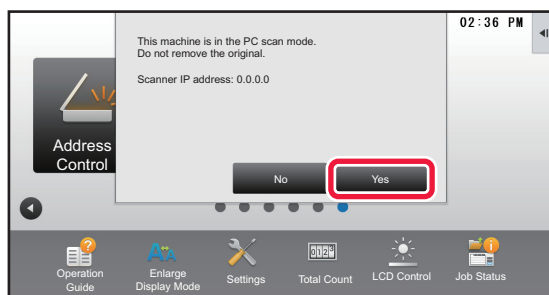 02:36 PM
This machine is in the PC scan mode.
Do not remove the original.
Scanner IP address: 0.0.0.0
Address
Control
No
Yes
Operation
Guide
Enlarge
Display Mode
Settings
Total Count
LCD Control
Job Status